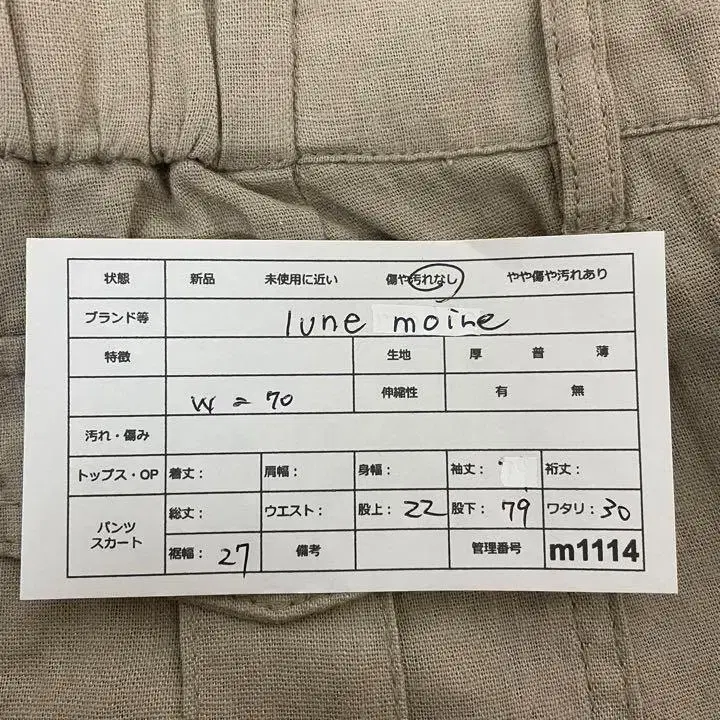 状態 新品 未使用に近い 傷や汚れなし やや傷や汚れあり
ブランド等 lune moine
特徴 生地 厚 普 薄
W = 70 伸縮性 有 無
汚れ・傷み
トップス・OP 着丈： 肩幅： 身幅： 袖丈： 裄丈：
パンツ スカート 総丈： ウエスト： 股上： 22 股下： 79 ワタリ： 30
裾幅： 27 備考 管理番号 m1114